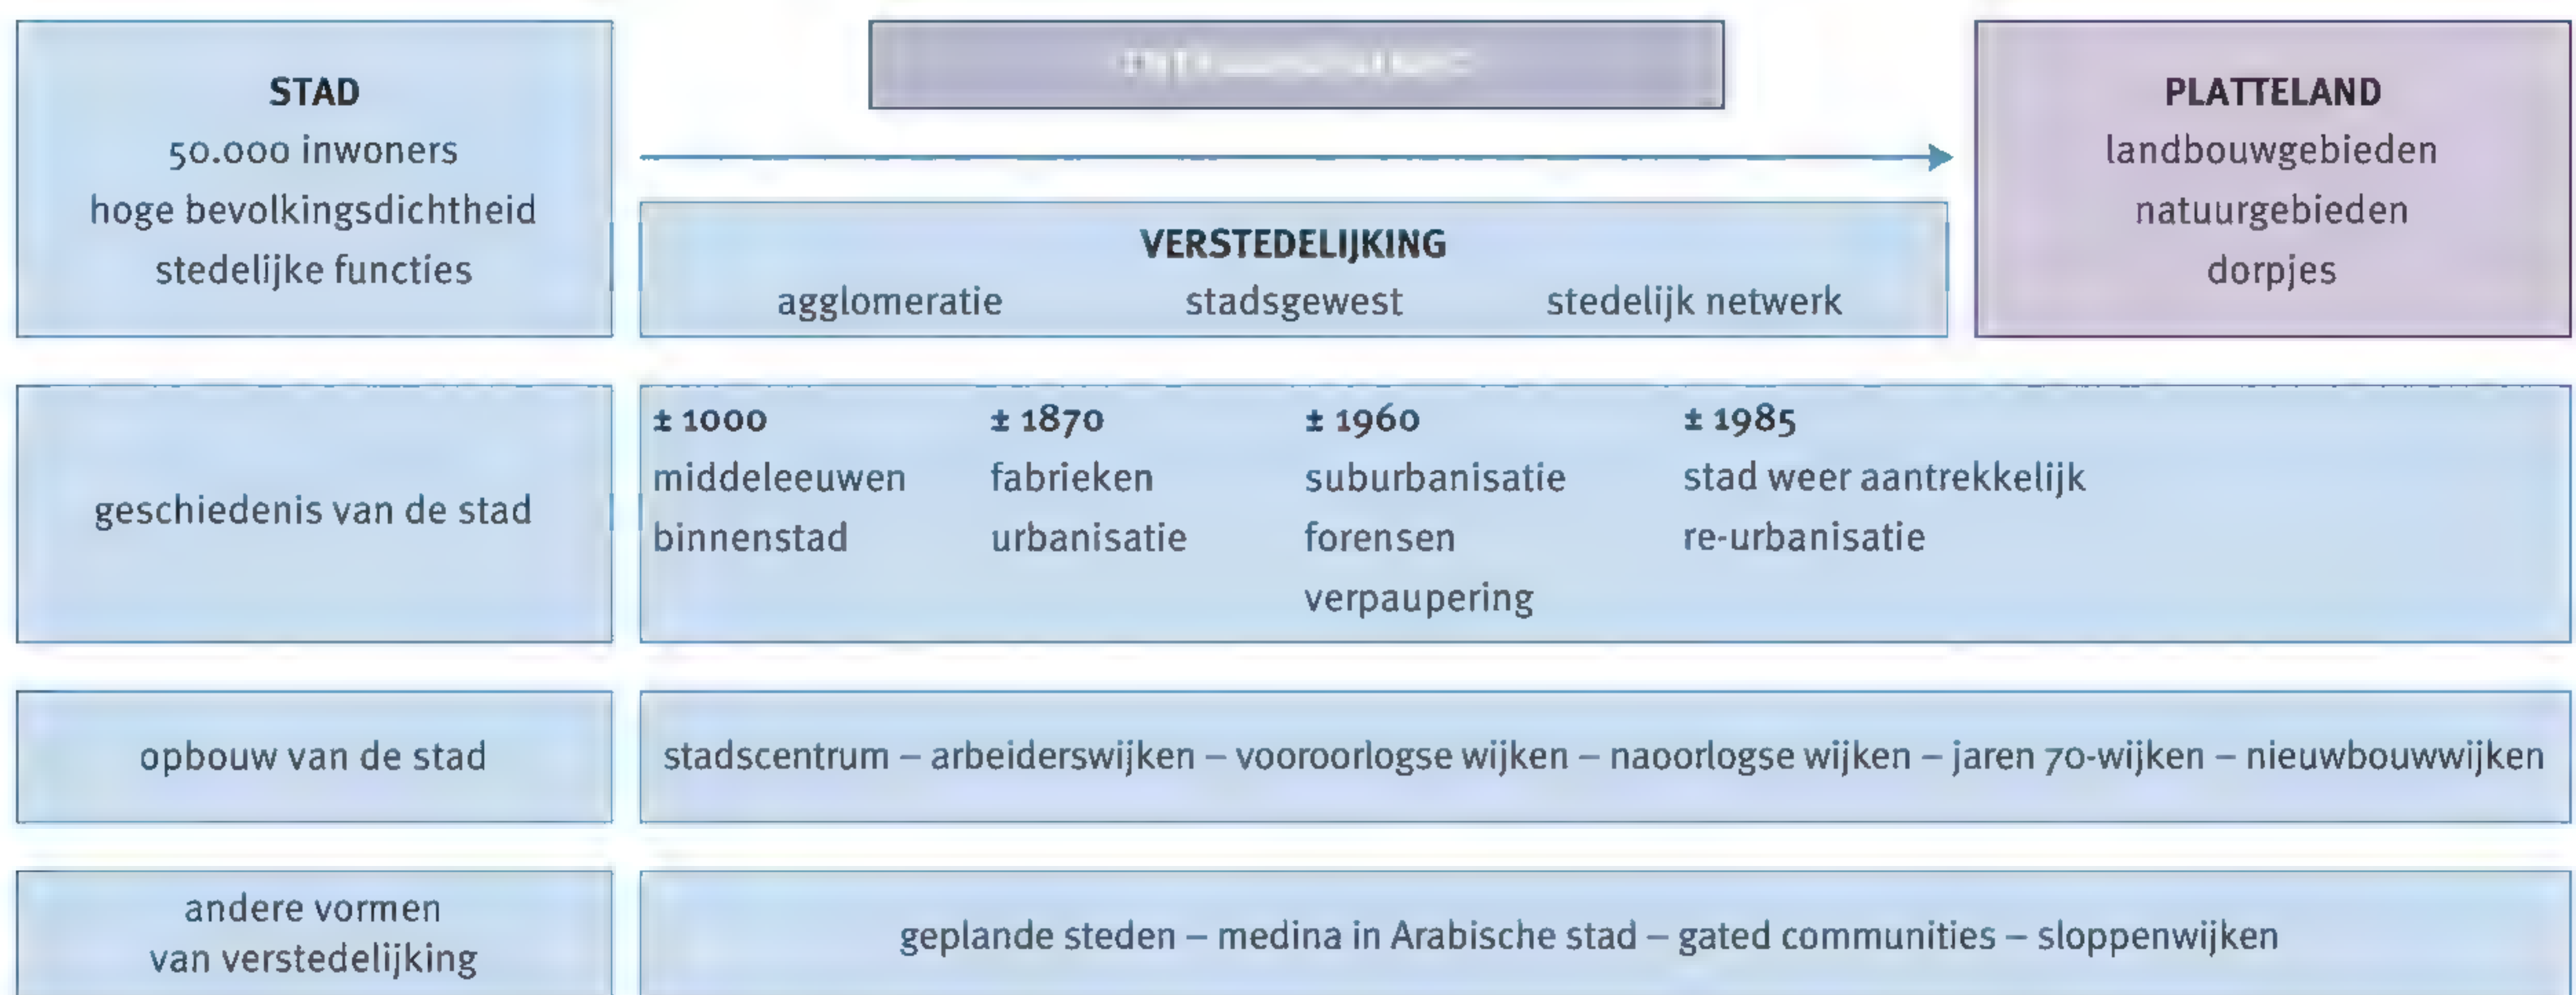 STAD
50.000 inwoners
hoge bevolkingsdichtheid
stedelijke functies
VERSTEDELIJKING
agglomeratie stadsgewest stedelijk netwerk
PLATTELAND
landbouwgebieden
natuurgebieden
dorpjes
geschiedenis van de stad
± 1000
middeleeuwen
binnenstad
± 1870
fabrieken
urbanisatie
± 1960
suburbanisatie
forensen
verpaupering
± 1985
stad weer aantrekkelijk
re-urbanisatie
opbouw van de stad
stadscentrum – arbeiderswijken – vooroorlogse wijken – naoorlogse wijken – jaren 70-wijken – nieuwbouwwijken
andere vormen
van verstedelijking
geplande steden – medina in Arabische stad – gated communities – sloppenwijken